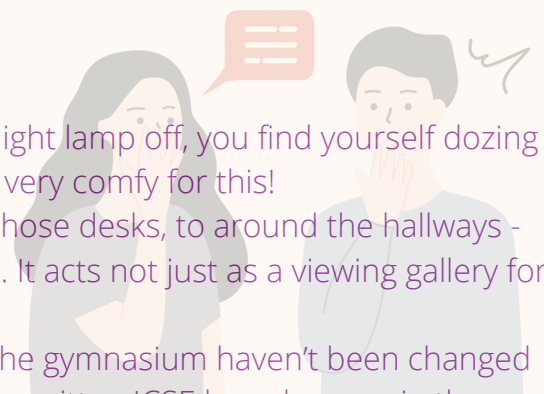 ight lamp off, you find yourself dozing
very comfy for this!
hose desks, to around the hallways -
. It acts not just as a viewing gallery for
he gymnasium haven't been changed